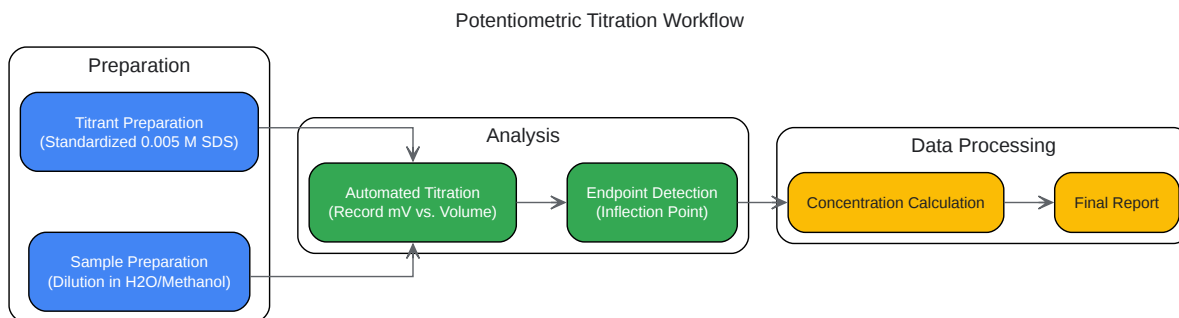 Potentiometric Titration Workflow
Preparation
Titrant Preparation
(Standardized 0.005 M SDS)
Sample Preparation
(Dilution in H2O/Methanol)
Analysis
Automated Titration
(Record mV vs. Volume)
Endpoint Detection
(Inflection Point)
Data Processing
Concentration Calculation
Final Report